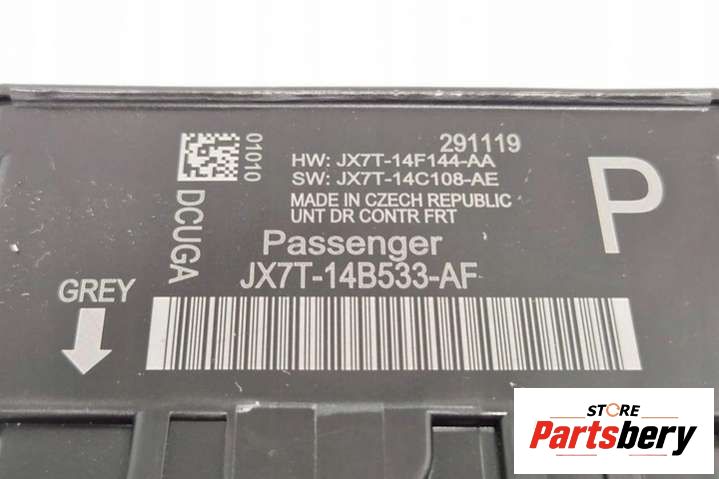 01010
291119
HW: JX7T-14F144-AA
SW: JX7T-14C108-AE
MADE IN CZECH REPUBLIC
UNT DR CONTR FRT
P
DCUGA
Passenger
JX7T-14B533-AF
GREY
STORE
Partsbery